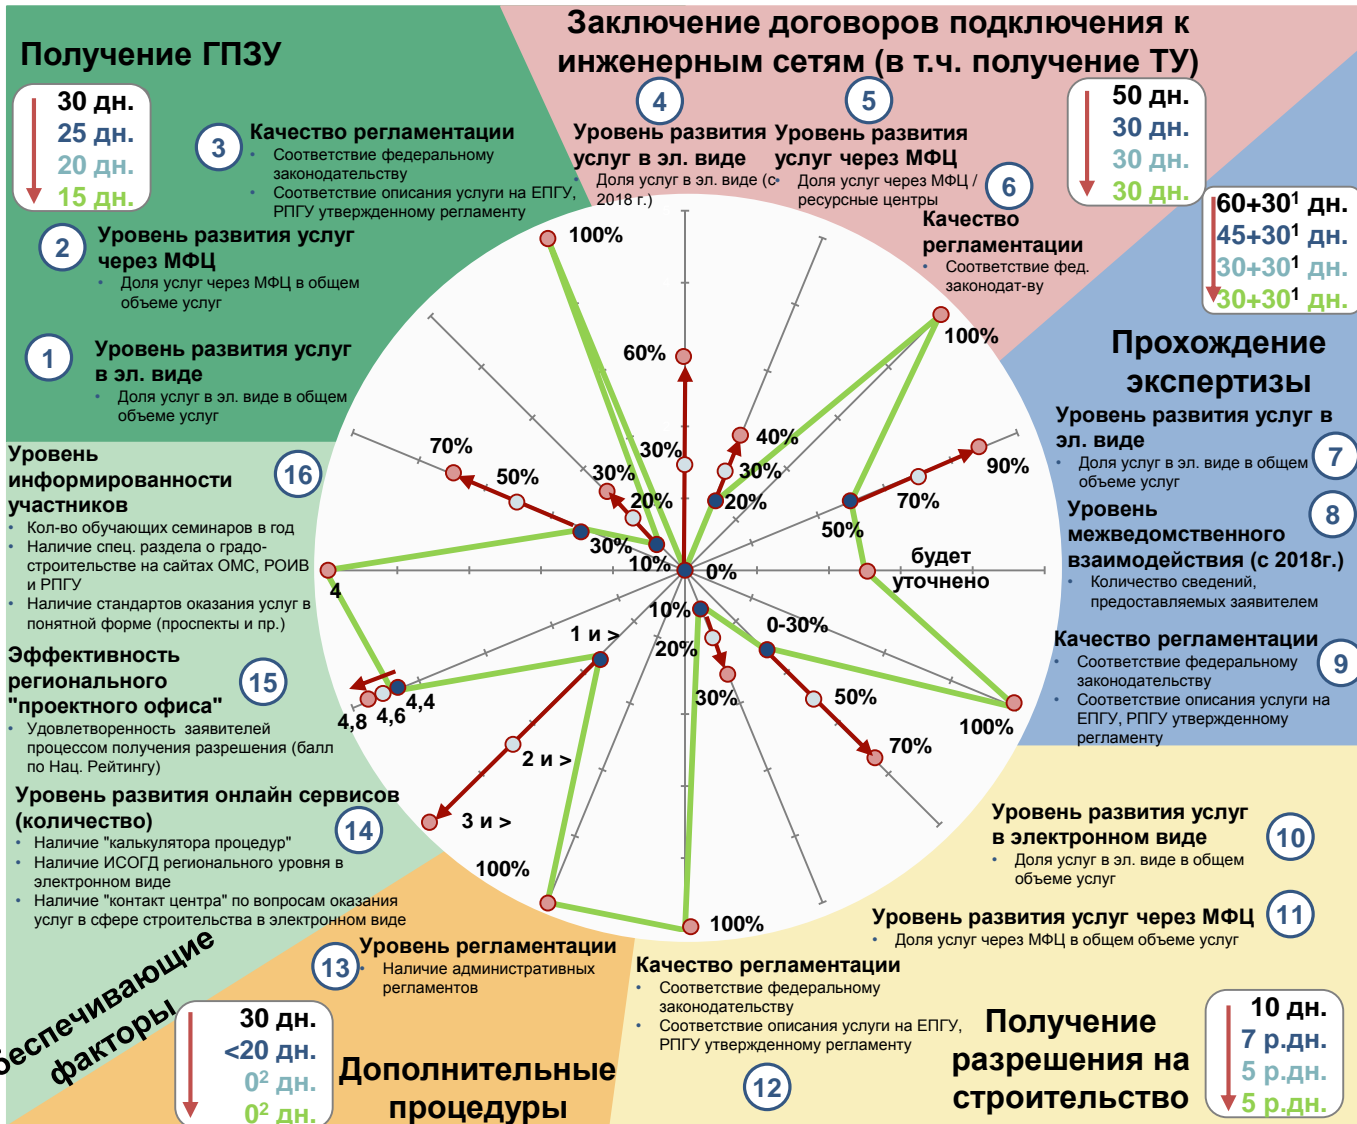 Получение ГПЗУ
30 дн.
25 дн.
20 дн.
15 дн.
3
Качество регламентации
• Соответствие федеральному
законодательству
• Соответствие описания услуги на ЕПГУ,
РПГУ утвержденному регламенту
2
Уровень развития услуг
через МФЦ
• Доля услуг через МФЦ в общем
объеме услуг
1
Уровень развития услуг
в эл. виде
• Доля услуг в эл. виде в общем
объеме услуг
Заключение договоров подключения к
инженерным сетям (в т.ч. получение ТУ)
4
Уровень развития
услуг в эл. виде
• Доля услуг в эл. виде (с
2018 г.)
5
Уровень развития
услуг через МФЦ
• Доля услуг через МФЦ /
ресурсные центры
6
Качество
регламентации
• Соответствие фед.
законодат-ву
50 дн.
30 дн.
30 дн.
30 дн.
60+30¹ дн.
45+30¹ дн.
30+30¹ дн.
30+30¹ дн.
Прохождение
экспертизы
Уровень развития услуг в
эл. виде
• Доля услуг в эл. виде в общем
объеме услуг
7
Уровень
межведомственного
взаимодействия (с 2018г.)
• Количество сведений,
предоставляемых заявителем
8
Качество регламентации
• Соответствие федеральному
законодательству
• Соответствие описания услуги на
ЕПГУ, РПГУ утвержденному
регламенту
9
100%
60%
30%
40%
30%
20%
100%
90%
70%
50%
будет
уточнено
0%
70%
50%
30%
30%
20%
10%
4
10%
20%
30%
0-30%
50%
70%
100%
1 и >
2 и >
3 и >
4,4
4,6
4,8
100%
100%
Уровень
информированности
участников
• Кол-во обучающих семинаров в год
• Наличие спец. раздела о градо-
строительстве на сайтах ОМС, РОИВ
и РПГУ
• Наличие стандартов оказания услуг в
понятной форме (проспекты и пр.)
16
Эффективность
регионального
"проектного офиса"
• Удовлетворенность заявителей
процессом получения разрешения (балл
по Нац. Рейтингу)
15
Уровень развития онлайн сервисов
(количество)
• Наличие "калькулятора процедур"
• Наличие ИСОГД регионального уровня в
электронном виде
• Наличие "контакт центра" по вопросам оказания
услуг в сфере строительства в электронном виде
14
беспечивающие
факторы
13
Уровень регламентации
• Наличие административных
регламентов
30 дн.
<20 дн.
0² дн.
0² дн.
Дополнительные
процедуры
Уровень развития услуг
в электронном виде
• Доля услуг в эл. виде в общем
объеме услуг
10
Уровень развития услуг через МФЦ
• Доля услуг через МФЦ в общем объеме услуг
11
Качество регламентации
• Соответствие федеральному
законодательству
• Соответствие описания услуги на ЕПГУ,
РПГУ утвержденному регламенту
12
Получение
разрешения на
строительство
10 дн.
7 р.дн.
5 р.дн.
5 р.дн.